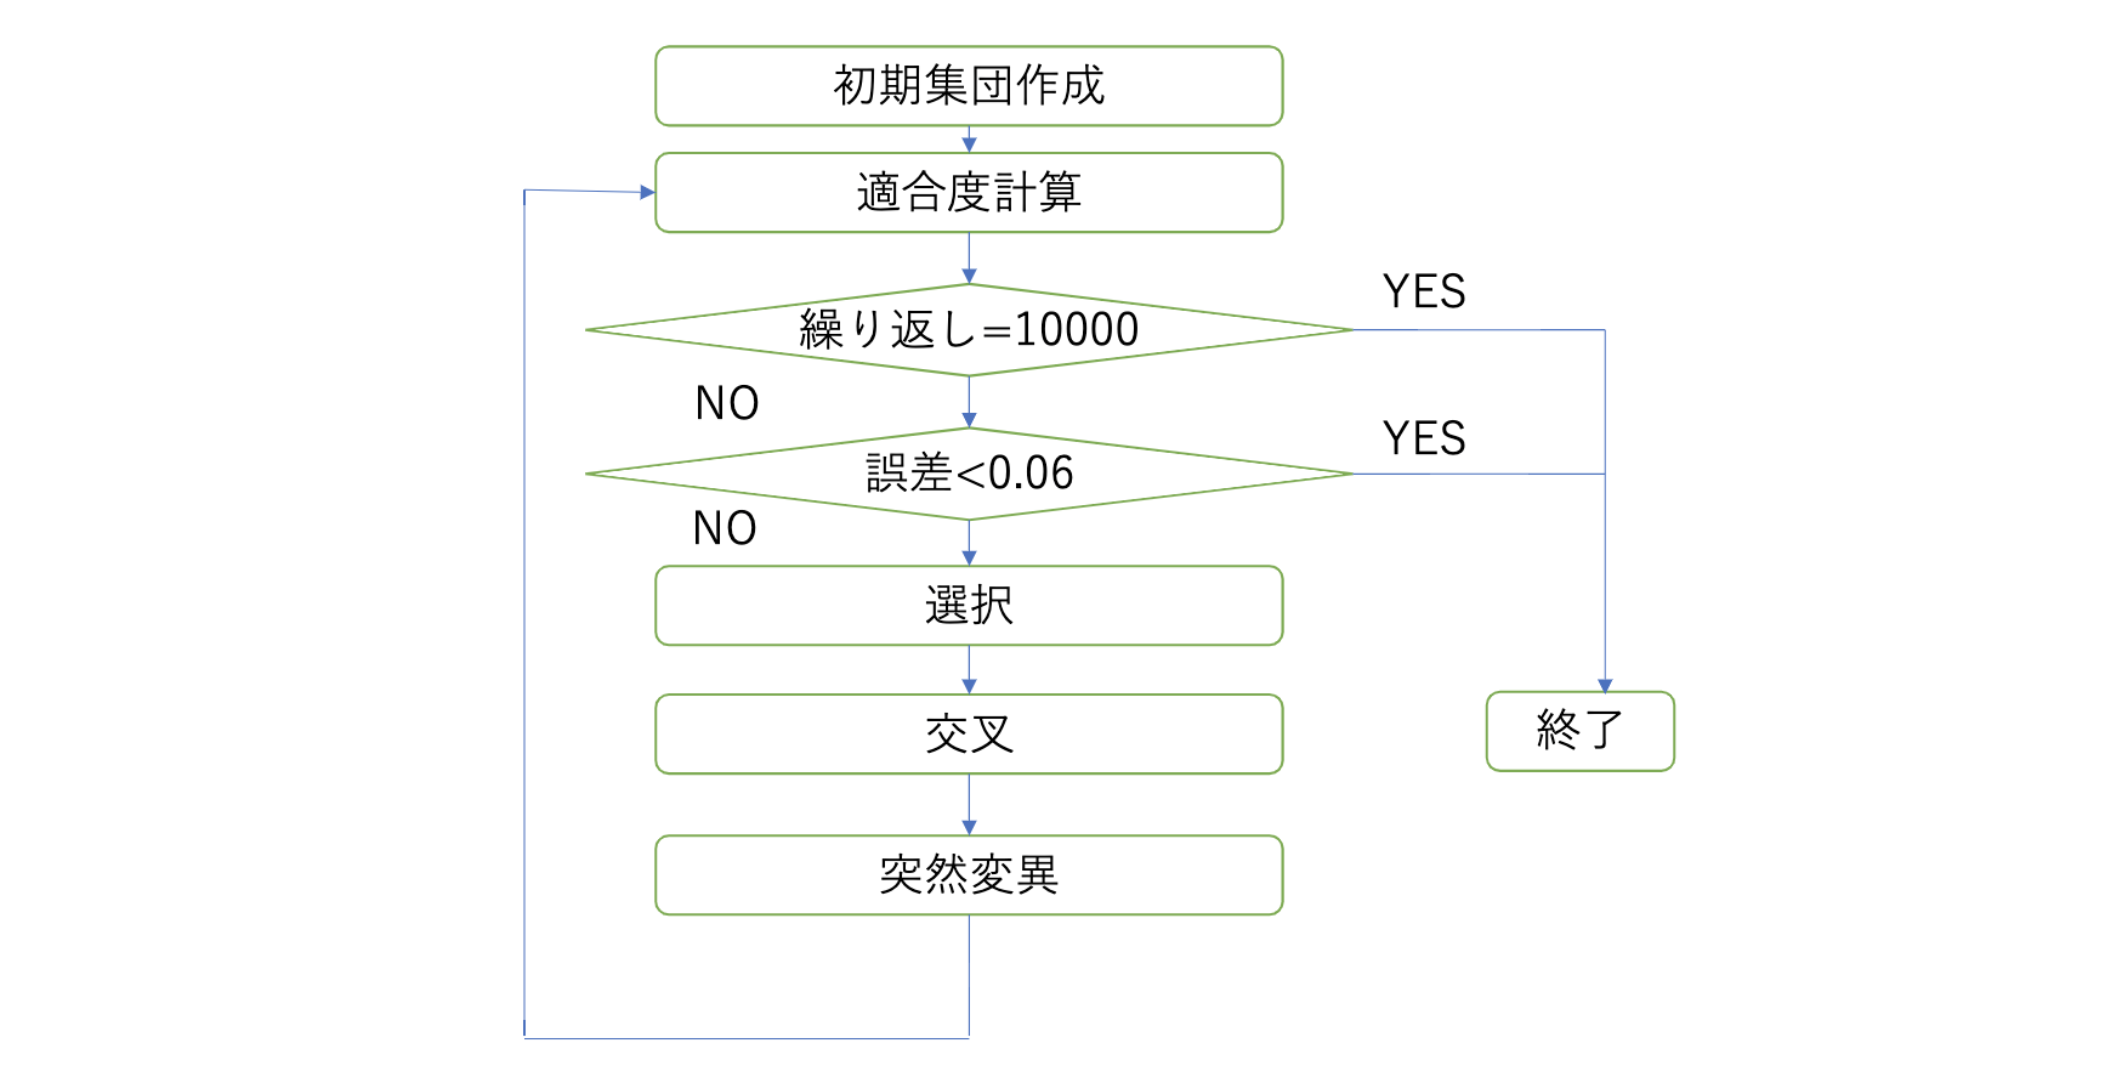 初期集団作成
適合度計算
YES
繰り返し=10000
NO
YES
誤差<0.06
NO
選択
交叉
終了
突然変異